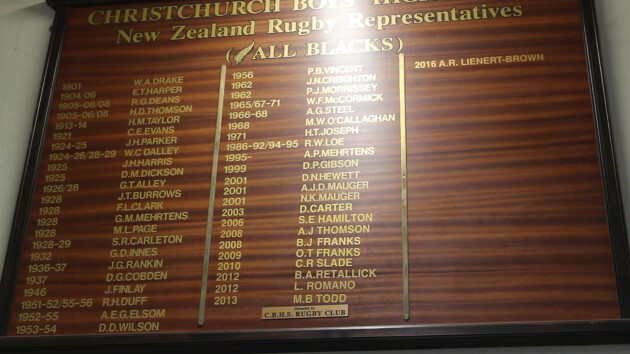 CHRISTCHURCH BOYS'
New Zealand Rugby Representatives
(ALL BLACKS)
1901 W.A.DRAKE
1904/06 E.T.HARPER
1905-06/08 R.G.DEANS
1905-06/08 H.D.THOMSON
1913-14 H.M.TAYLOR
1921 C.E.EVANS
1924-25 J.H.PARKER
1924-26/28-29 W.C DALLEY
1925 J.H.HARRIS
1925 D.M.DICKSON
1926/28 G.T.ALLEY
1928 J.T.BURROWS
1928 F.L.CLARK
1928 G.M.MEHRTENS
1928 M.L.PAGE
1928-29 S.R.CARLETON
1932 G.D.INNES
1936-37 J.G.RANKIN
1937 D.G.COBDEN
1946 J.FINLAY
1951-52/55-56 R.H.DUFF
1952-55 A.E.G.ELSOM
1953-54 D.D.WILSON
1956 P.B.VINCENT
1962 J.N.CREIGHTON
1962 P.J.MORRISSEY
1965/67-71 W.F.McCORMICK
1966-68 A.G.STEEL
1968 M.W.O'CALLAGHAN
1971 H.T.JOSEPH
1986-92/94-95 R.W.LOE
1995- A.P.MEHRTENS
1999 D.P.GIBSON
2001 D.N.HEWETT
2001 A.J.D.MAUGER
2001 N.K.MAUGER
2003 D.CARTER
2006 S.E HAMILTON
2008 A.J THOMSON
2008 B.J FRANKS
2009 O.T FRANKS
2010 C.R SLADE
2012 B.A.RETALLICK
2012 L. ROMANO
2013 M.B TODD
C.B.H.S. RUGBY CLUB
2016 A.R. LIENERT-BROWN